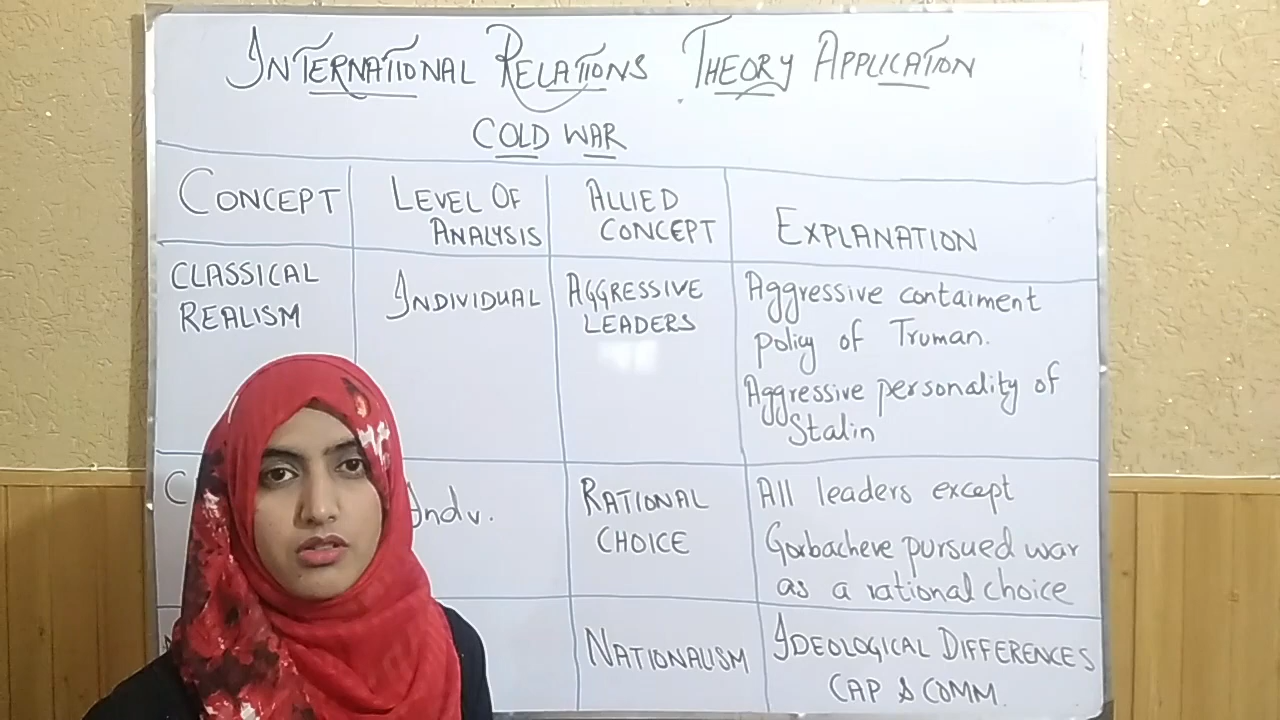 INTERNATIONAL RELATIONS THEORY APPLICATION
COLD WAR
CONCEPT
LEVEL OF
ANALYSIS
ALLIED
CONCEPT
EXPLANATION
CLASSICAL
REALISM
INDIVIDUAL
AGGRESSIVE
LEADERS
Aggressive contaiment
policy of Truman.
Aggressive personality of
Stalin
C
Indv.
RATIONAL
CHOICE
All leaders except
Gorbacheve pursued war
as a rational choice
NATIONALISM
IDEOLOGICAL DIFFERENCES
CAP & COMM.